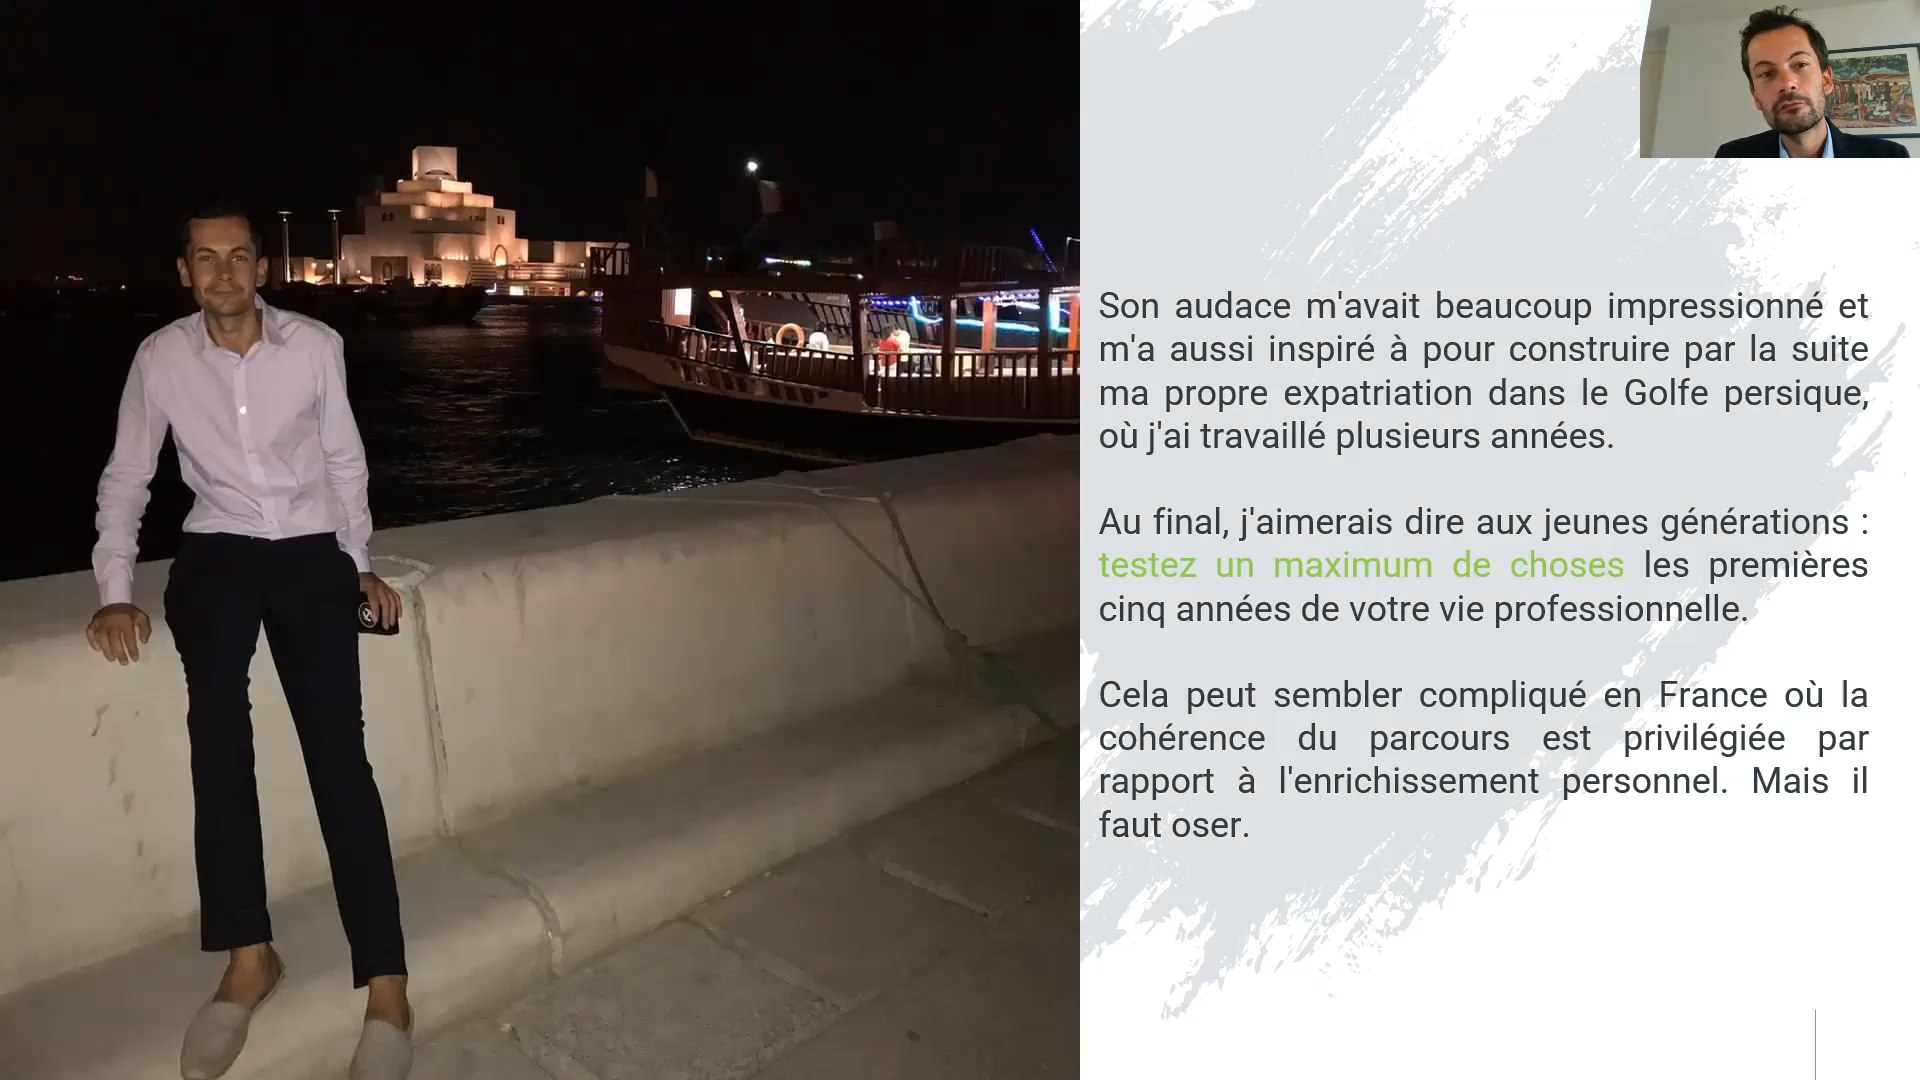 Son audace m'avait beaucoup impressionné et
m'a aussi inspiré à pour construire par la suite
ma propre expatriation dans le Golfe persique,
où j'ai travaillé plusieurs années.
Au final, j'aimerais dire aux jeunes générations :
testez un maximum de choses les premières
cinq années de votre vie professionnelle.
Cela peut sembler compliqué en France où la
cohérence du parcours est privilégiée par
rapport à l'enrichissement personnel. Mais il
faut oser.